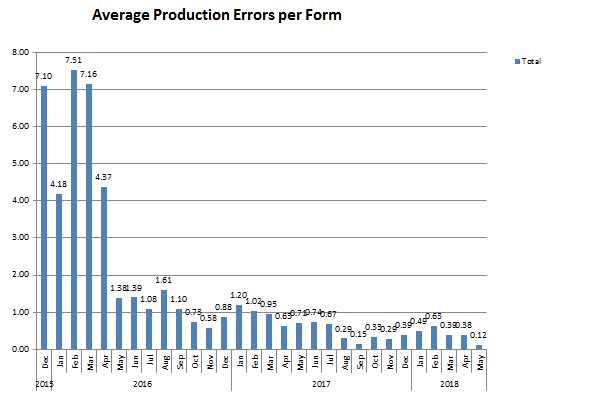 Average Production Errors per Form
8.00
7.00
6.00
5.00
4.00
3.00
2.00
1.00
0.00
7.10
4.18
7.51
7.16
4.37
1.38
1.39
1.08
1.61
1.10
0.73
0.58
0.88
1.20
1.02
0.95
0.63
0.71
0.74
0.67
0.29
0.15
0.33
0.29
0.39
0.49
0.63
0.39
0.38
0.12
Total
Dec
Jan
Feb
Mar
Apr
May
Jun
Jul
Aug
Sep
Oct
Nov
Dec
Jan
Feb
Mar
Apr
May
Jun
Jul
Aug
Sep
Oct
Nov
Dec
Jan
Feb
Mar
Apr
May
2015
2016
2017
2018